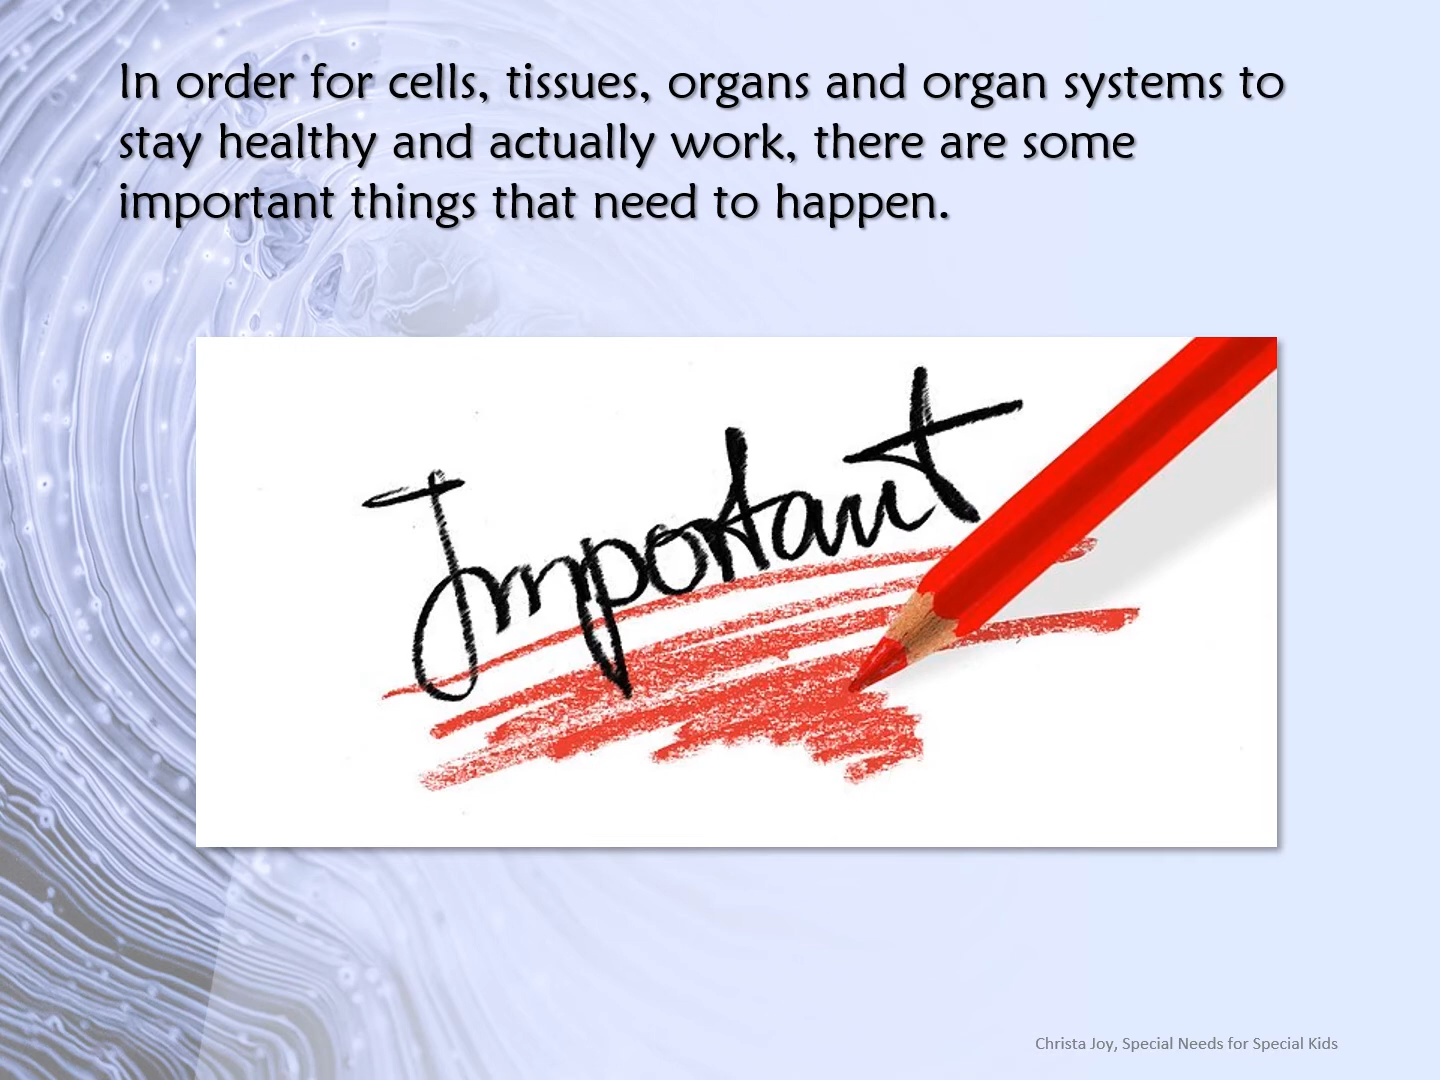 In order for cells, tissues, organs and organ systems to
stay healthy and actually work, there are some
important things that need to happen.
Important
Christa Joy, Special Needs for Special Kids